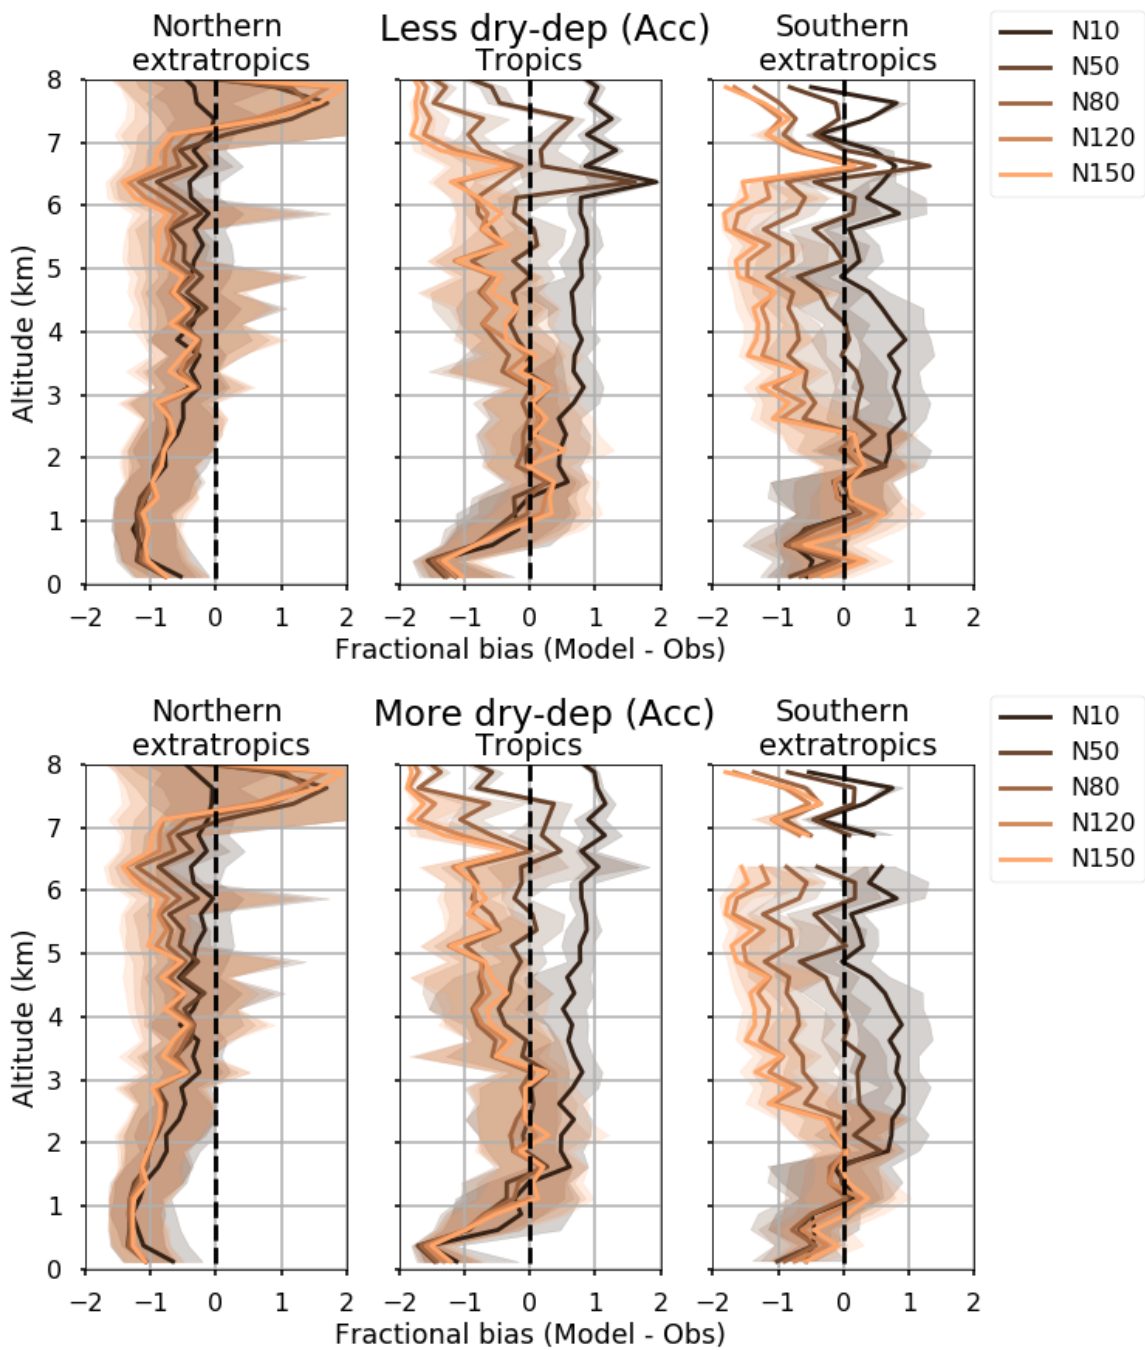 Less dry-dep (Acc)
Northern
extratropics
Tropics
Southern
extratropics
N10
N50
N80
N120
N150
8
7
6
5
4
3
2
1
0
Altitude (km)
−2 −1 0 1 2
−2 −1 0 1 2
−2 −1 0 1 2
Fractional bias (Model - Obs)
More dry-dep (Acc)
Northern
extratropics
Tropics
Southern
extratropics
N10
N50
N80
N120
N150
8
7
6
5
4
3
2
1
0
Altitude (km)
−2 −1 0 1 2
−2 −1 0 1 2
−2 −1 0 1 2
Fractional bias (Model - Obs)